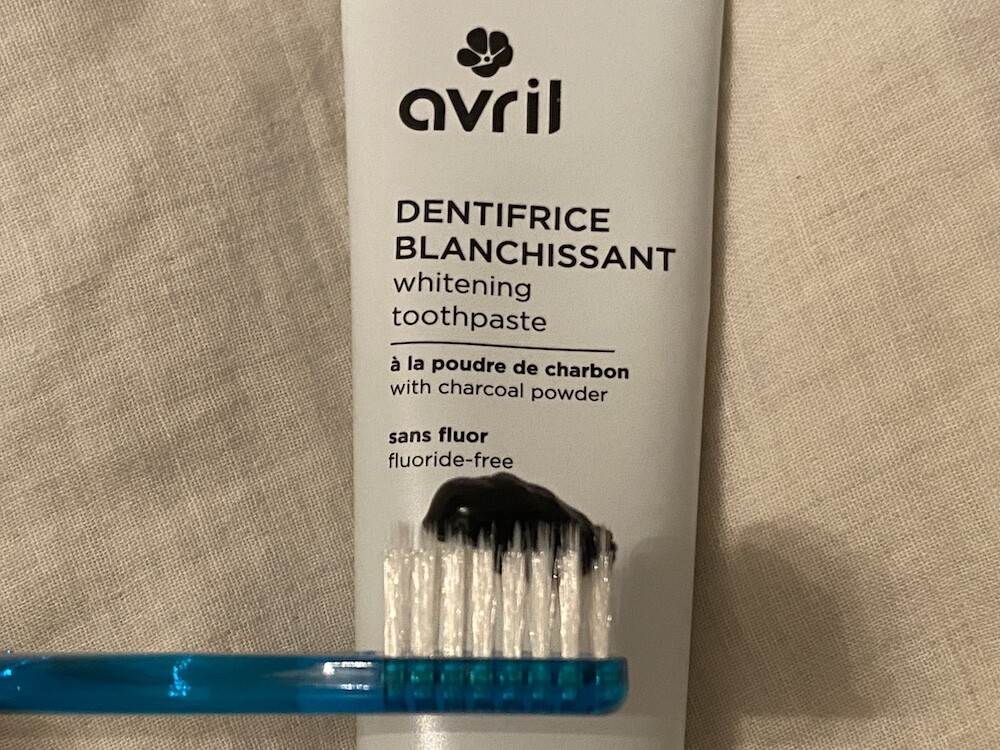 avril
DENTIFRICE
BLANCHISSANT
whitening
toothpaste
à la poudre de charbon
with charcoal powder
sans fluor
fluoride-free